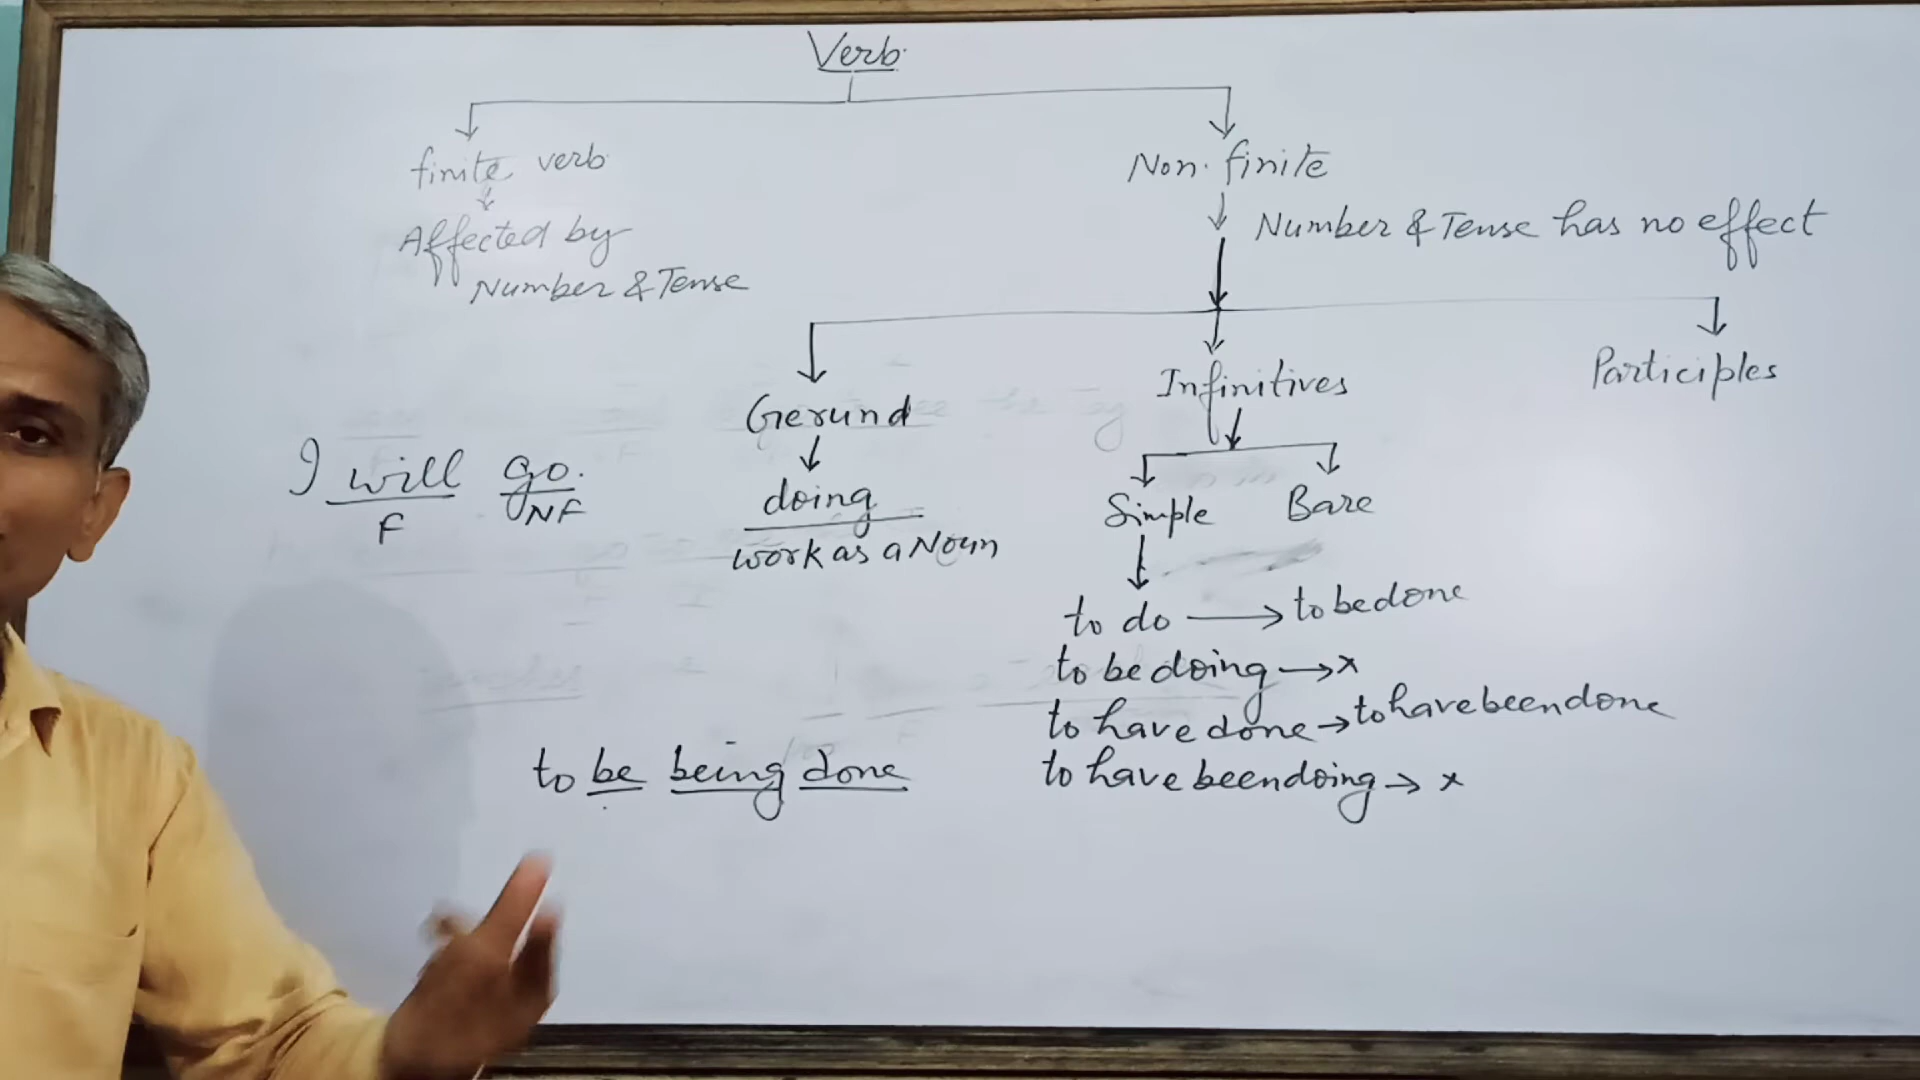 Verb
finite verb
Affected by
Number & Tense
Non-finite
Number & Tense has no effect
Gerund
doing
work as a Noun
Infinitives
Participles
Simple
Bare
I will go.
F
NF
to do → to be done
to be doing → x
to have done → to have been done
to have been doing → x
to be being done